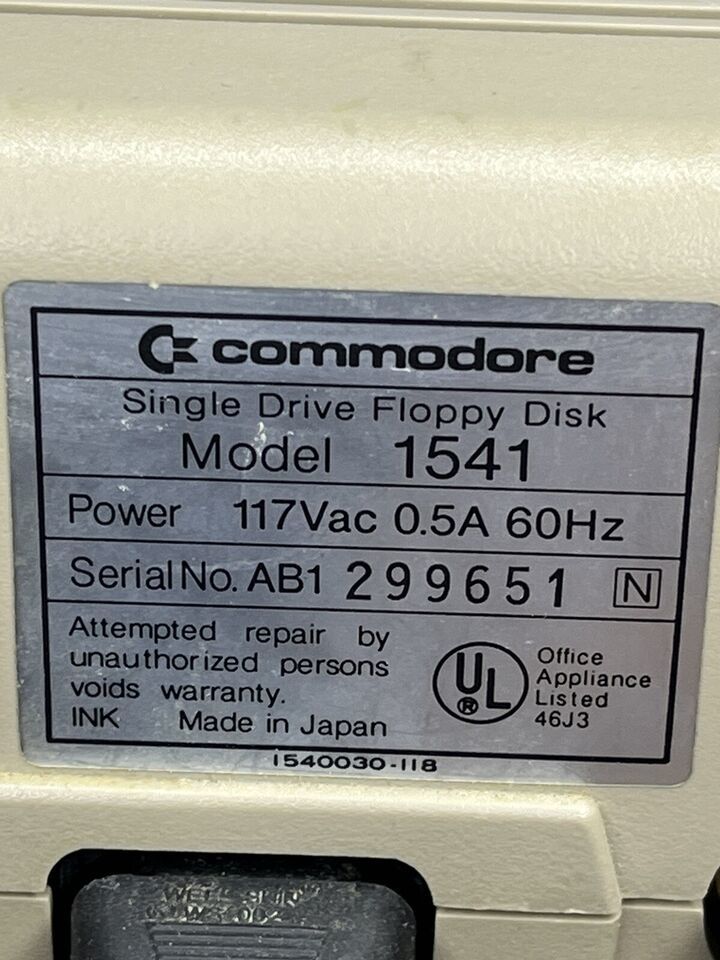 commodore
Single Drive Floppy Disk
Model 1541
Power 117Vac 0.5A 60Hz
Serial No. AB1 299651 N
Attempted repair by
unauthorized persons
voids warranty.
INK Made in Japan
UL
®
Office
Appliance
Listed
46J3
1540030-118